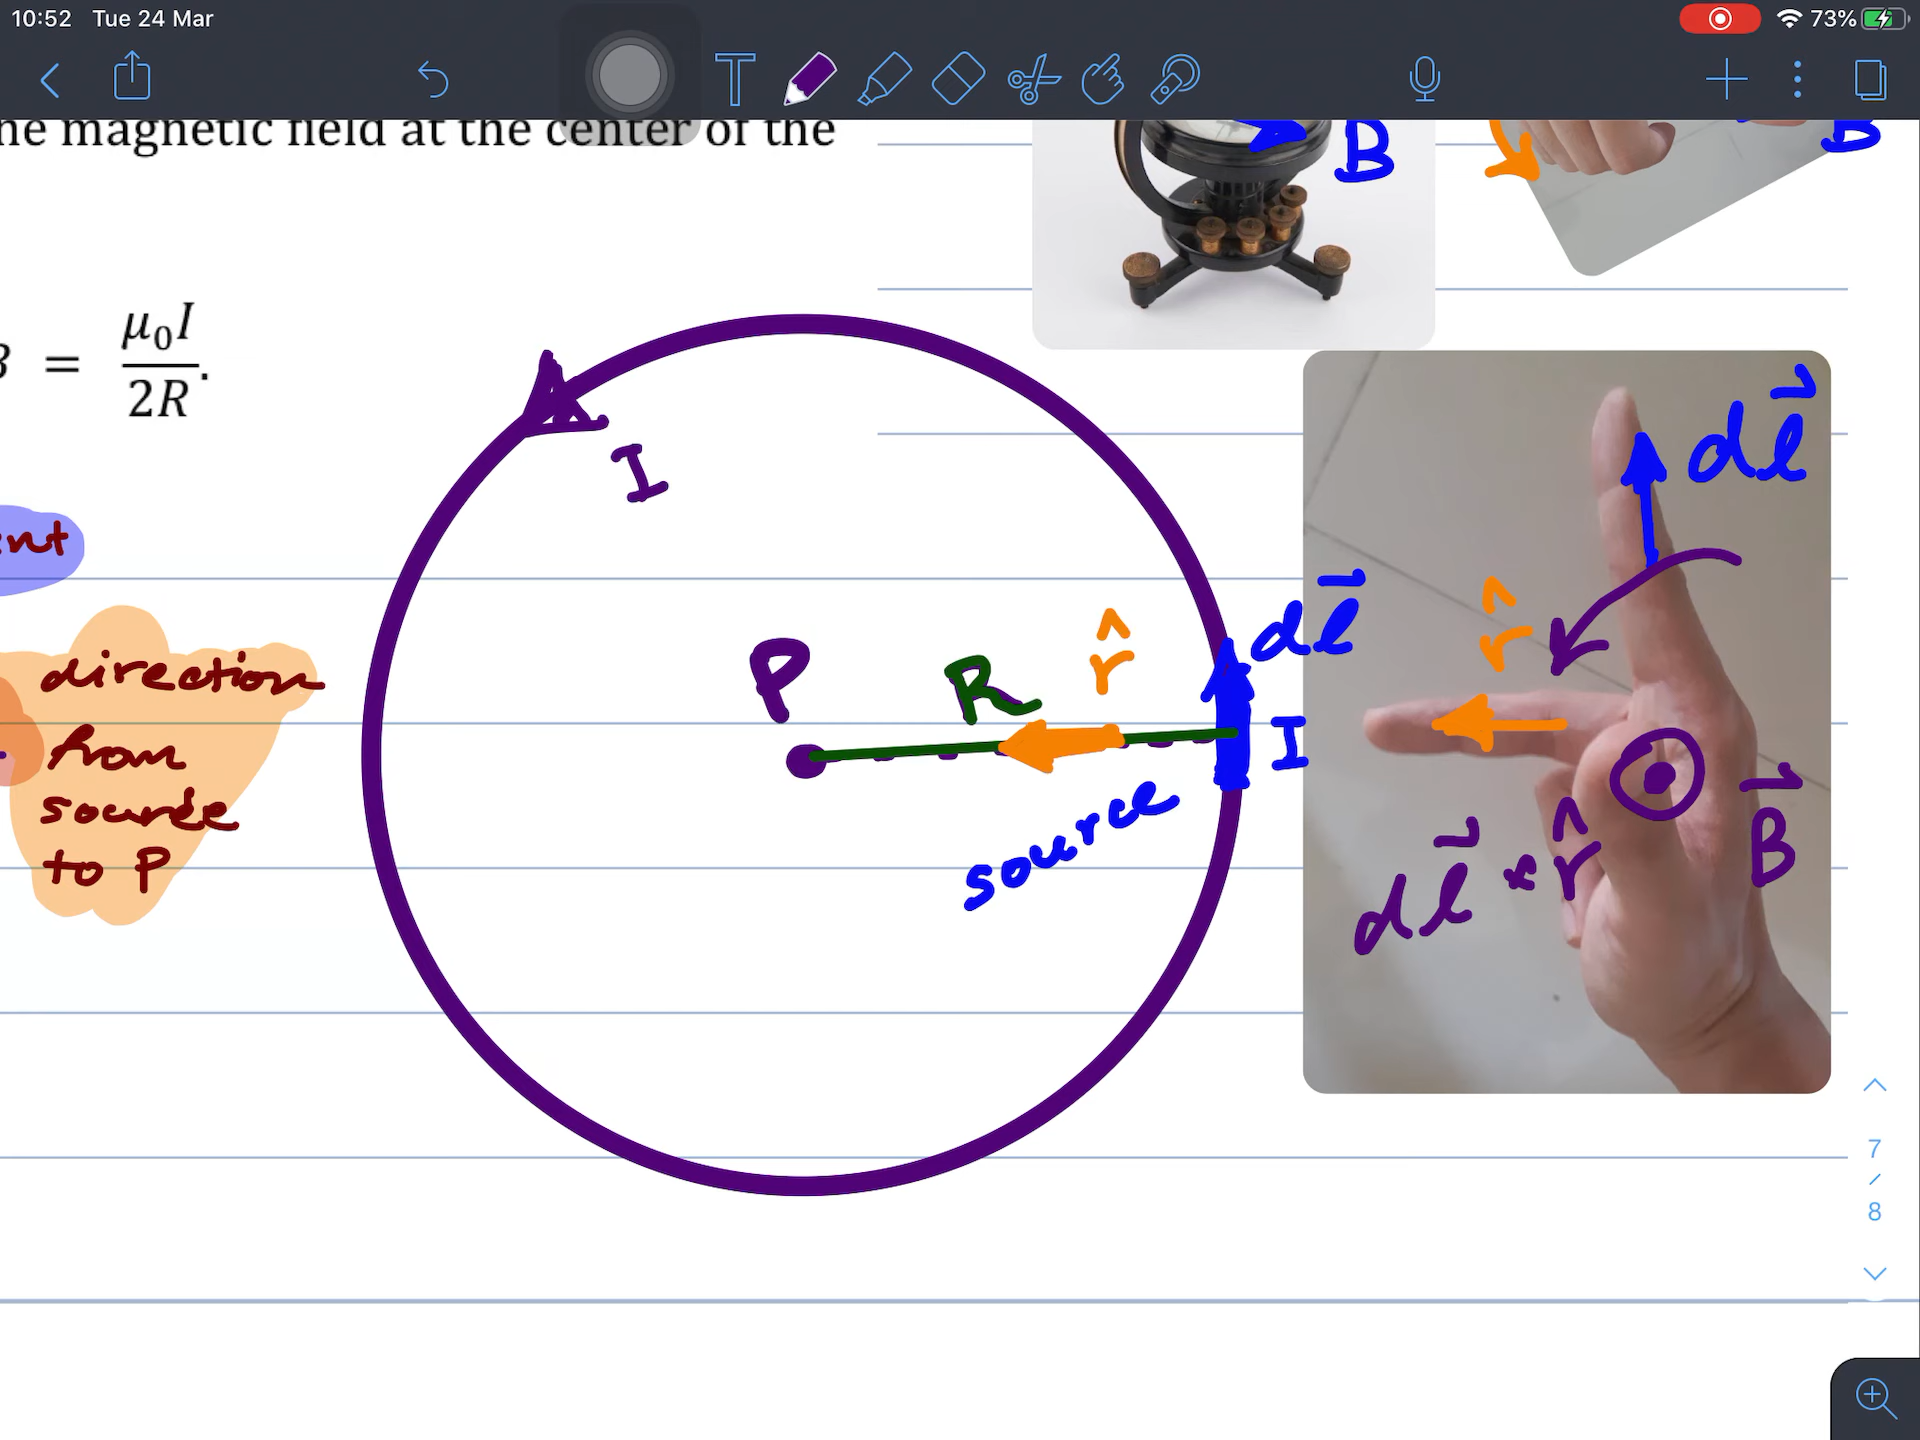 10:52 Tue 24 Mar
73%
T
he magnetic field at the center of the
B
B
B = μ₀I / 2R.
I
dl⃗
ent
dl⃗
r̂
r̂
direction
P
R
I
from
source
source
to P
B⃗
dl⃗ × r̂
7
/
8